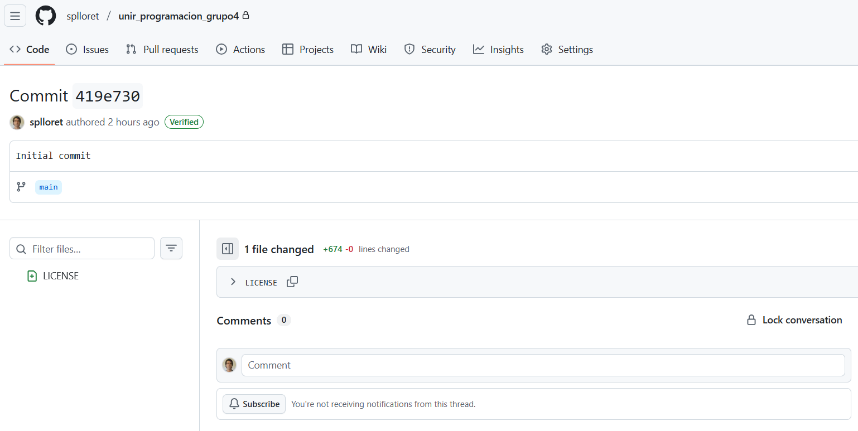 splloret / unir_programacion_grupo4
Code Issues Pull requests Actions Projects Wiki Security Insights Settings
Commit 419e730
splloret authored 2 hours ago Verified
Initial commit
main
Filter files...
LICENSE
1 file changed +674 -0 lines changed
LICENSE
Comments 0
Lock conversation
Comment
Subscribe You're not receiving notifications from this thread.